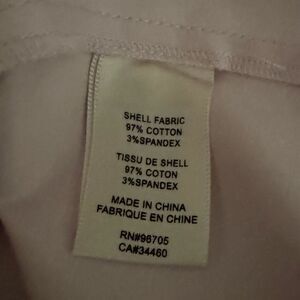 SHELL FABRIC
97% COTTON
3%SPANDEX
TISSU DE SHELL
97% COTON
3%SPANDEX
MADE IN CHINA
FABRIQUE EN CHINE
RN#96705
CA#34460